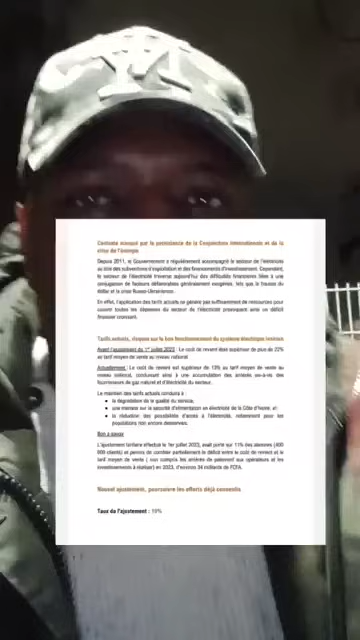 Contexte marqué par la persistance de la Conjoncture internationale et de la
crise de l'énergie
Depuis 2011, le Gouvernement a régulièrement accompagné le secteur de l'électricité
au titre des subventions d'exploitation et des financements d'investissement. Cependant,
le secteur de l'électricité traverse aujourd'hui des difficultés financières liées à une
conjugaison de facteurs défavorables généralement exogènes, tels que la hausse du
dollar et la crise Russo-Ukrainienne.
En effet, l'application des tarifs actuels ne génère pas suffisamment de ressources pour
couvrir toutes les dépenses du secteur de l'électricité provoquant ainsi un déficit
financier croissant.
Tarifs actuels, risques sur le bon fonctionnement du système électrique ivoirien
Avant l'ajustement du 1er juillet 2023 : Le coût de revient était supérieur de plus de 22%
au tarif moyen de vente au niveau national
Actuellement : Le coût de revient est supérieur de 13% au tarif moyen de vente au
niveau national, conduisant ainsi à une accumulation des arriérés vis-à-vis des
fournisseurs de gaz naturel et d'électricité du secteur.
Le maintien des tarifs actuels conduira à :
• la dégradation de la qualité du service,
• une menace sur la sécurité d'alimentation en électricité de la Côte d'Ivoire, et
• la réduction des possibilités d'accès à l'électricité, notamment pour les
populations non encore desservies.
Bon à savoir
L'ajustement tarifaire effectué le 1er juillet 2023, avait porté sur 11% des abonnés (400
000 clients) et permis de combler partiellement le déficit entre le coût de revient et le
tarif moyen de vente ; non compris les arriérés de paiement aux opérateurs et les
investissements à réaliser) en 2023, d'environ 34 milliards de FCFA.
Nouvel ajustement, poursuivre les efforts déjà consentis
Taux de l'ajustement : 10%